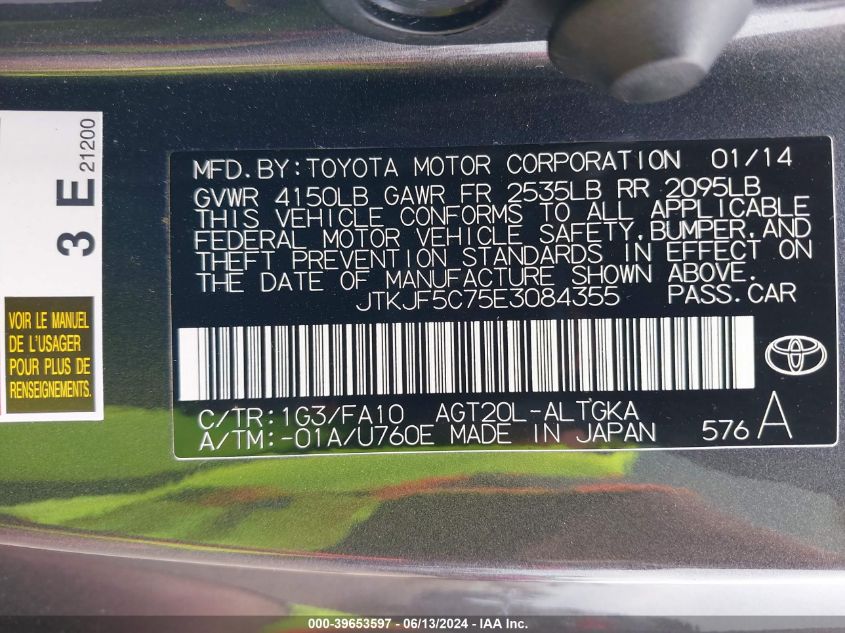 3 E
21200
VOIR LE MANUEL
DE L'USAGER
POUR PLUS DE
RENSEIGNEMENTS.
MFD.BY:TOYOTA MOTOR CORPORATION 01/14
GVWR 4150LB GAWR FR 2535LB RR 2095LB
THIS VEHICLE CONFORMS TO ALL APPLICABLE
FEDERAL MOTOR VEHICLE SAFETY,BUMPER,AND
THEFT PREVENTION STANDARDS IN EFFECT ON
THE DATE OF MANUFACTURE SHOWN ABOVE.
JTKJF5C75E3084355 PASS.CAR
C/TR:1G3/FA10 AGT20L-ALTGKA
A/TM:-01A/U760E MADE IN JAPAN 576 A
000-39653597 - 06/13/2024 - IAA Inc.